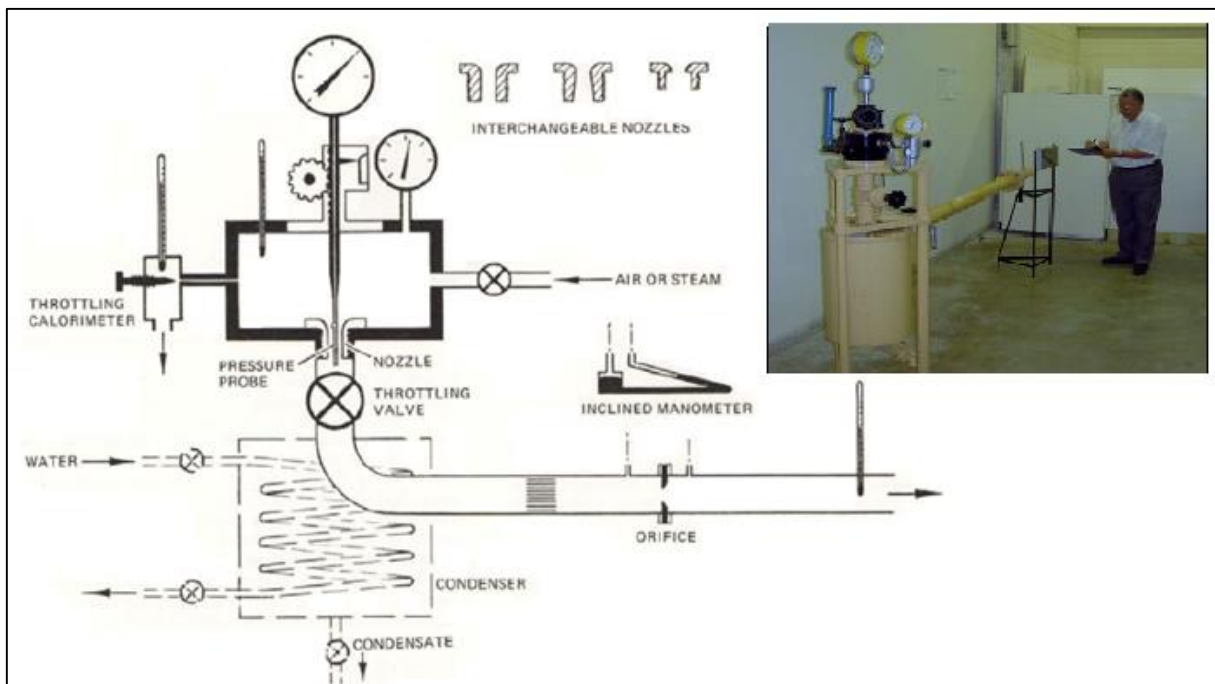 INTERCHANGEABLE NOZZLES
THROTTLING
CALORIMETER
AIR OR STEAM
PRESSURE
PROBE
NOZZLE
THROTTLING
VALVE
INCLINED MANOMETER
WATER
ORIFICE
CONDENSER
CONDENSATE